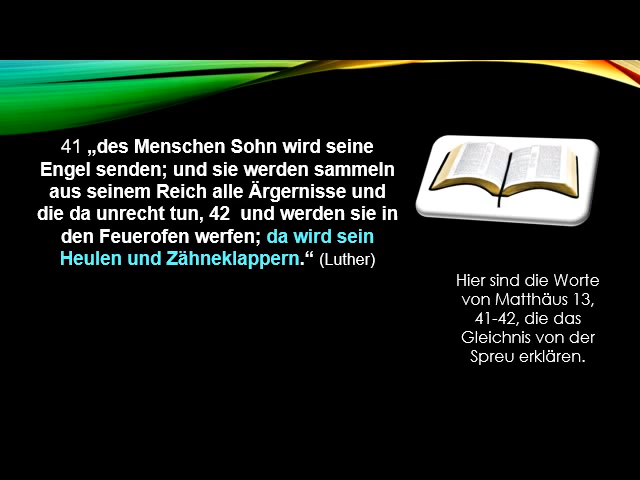 41 „des Menschen Sohn wird seine
Engel senden; und sie werden sammeln
aus seinem Reich alle Ärgernisse und
die da unrecht tun, 42  und werden sie in
den Feuerofen werfen; da wird sein
Heulen und Zähneklappern.“ (Luther)
Hier sind die Worte
von Matthäus 13,
41-42, die das
Gleichnis von der
Spreu erklären.